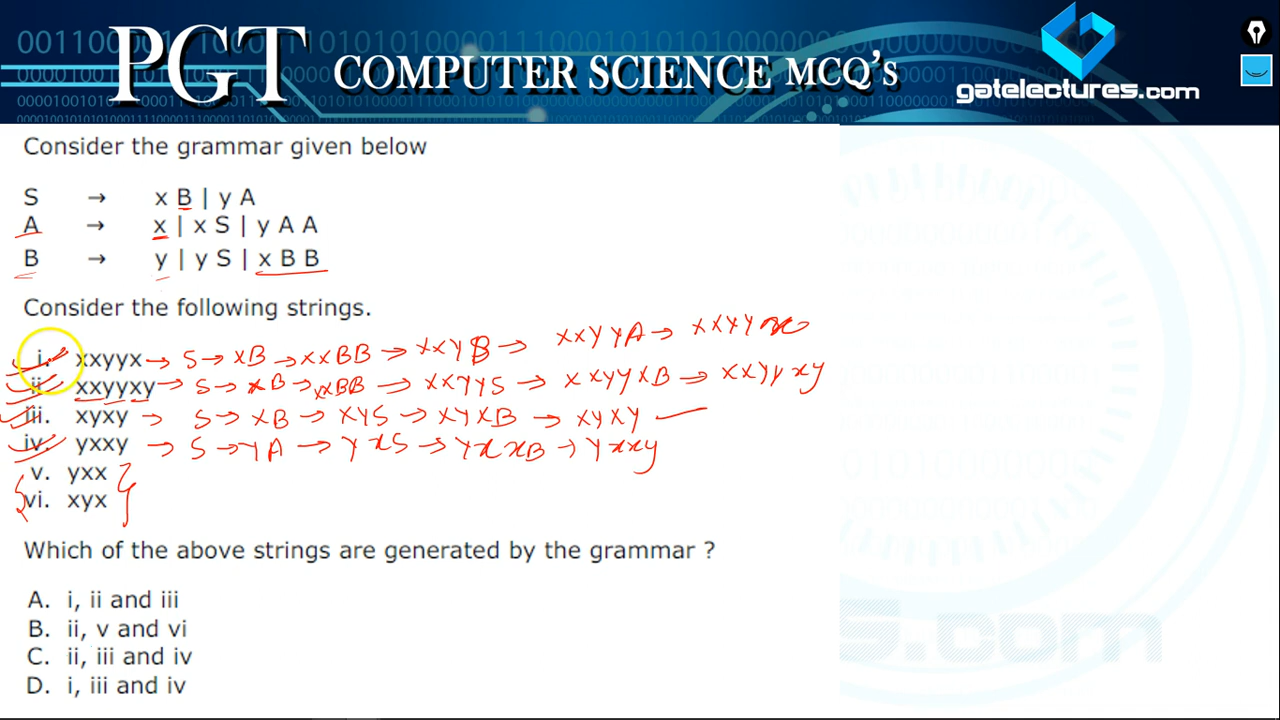 PGT COMPUTER SCIENCE MCQ'S
gatelectures.com
Consider the grammar given below
S → x B | y A
A → x | x S | y A A
B → y | y S | x B B
Consider the following strings.
i. xxyyx → S → XB → XXBB → XXYB → XXYYA → XXYYx
ii. xxyyxy → S → XB → XXBB → XXYYS → XXYYXB → XXYYXY
iii. xyxy → S → XB → XYS → XYXB → XYXY
iv. yxxy → S → YA → YXS → YXXB → YXXY
v. yxx
vi. xyx
Which of the above strings are generated by the grammar ?
A. i, ii and iii
B. ii, v and vi
C. ii, iii and iv
D. i, iii and iv